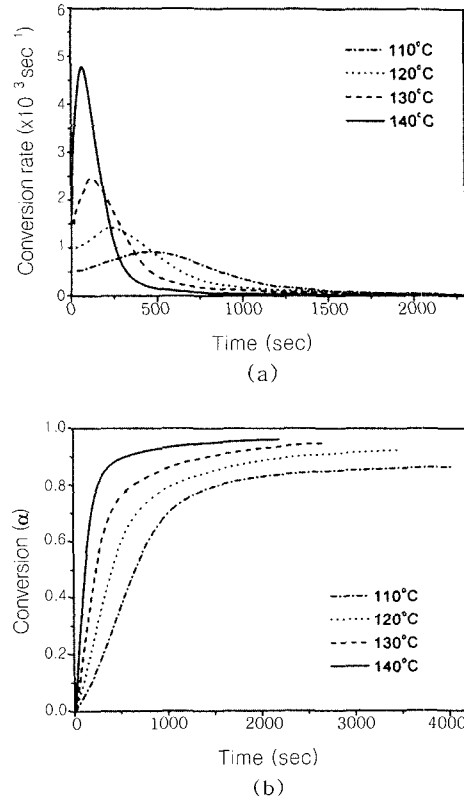 6
5
4
3
2
1
0
Conversion rate (x10 3 sec 1)
110°C
120°C
130°C
140°C
0 500 1000 1500 2000
Time (sec)
(a)
1.0
0.8
0.6
0.4
0.2
0.0
Conversion (α)
110°C
120°C
130°C
140°C
0 1000 2000 3000 4000
Time (sec)
(b)